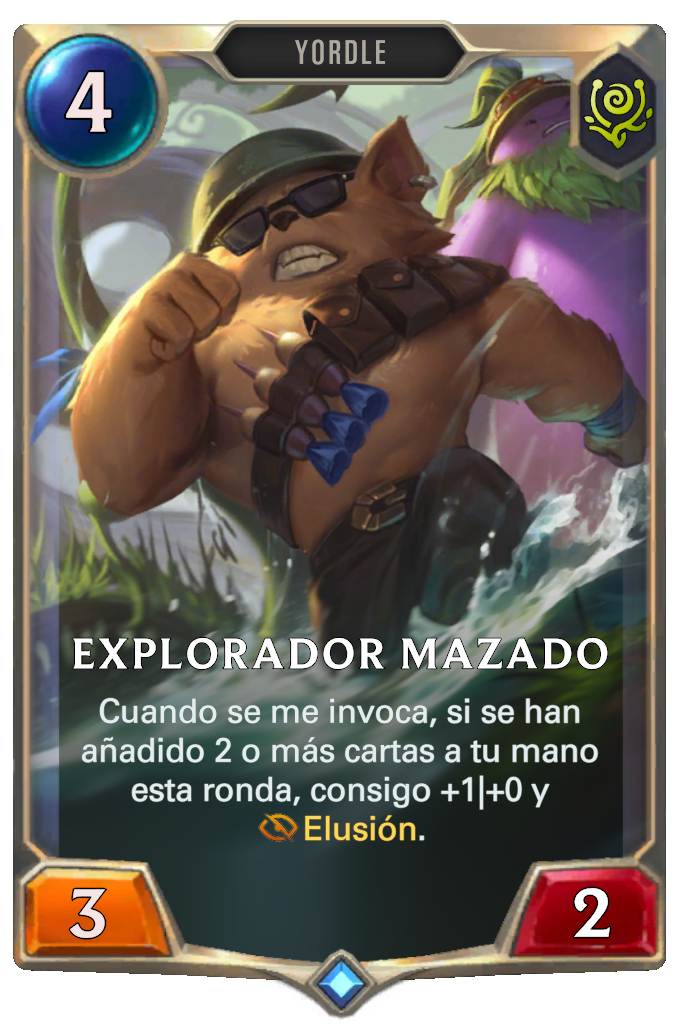 4
YORDLE
EXPLORADOR MAZADO
Cuando se me invoca, si se han
añadido 2 o más cartas a tu mano
esta ronda, consigo +1|+0 y
Elusión.
3
2